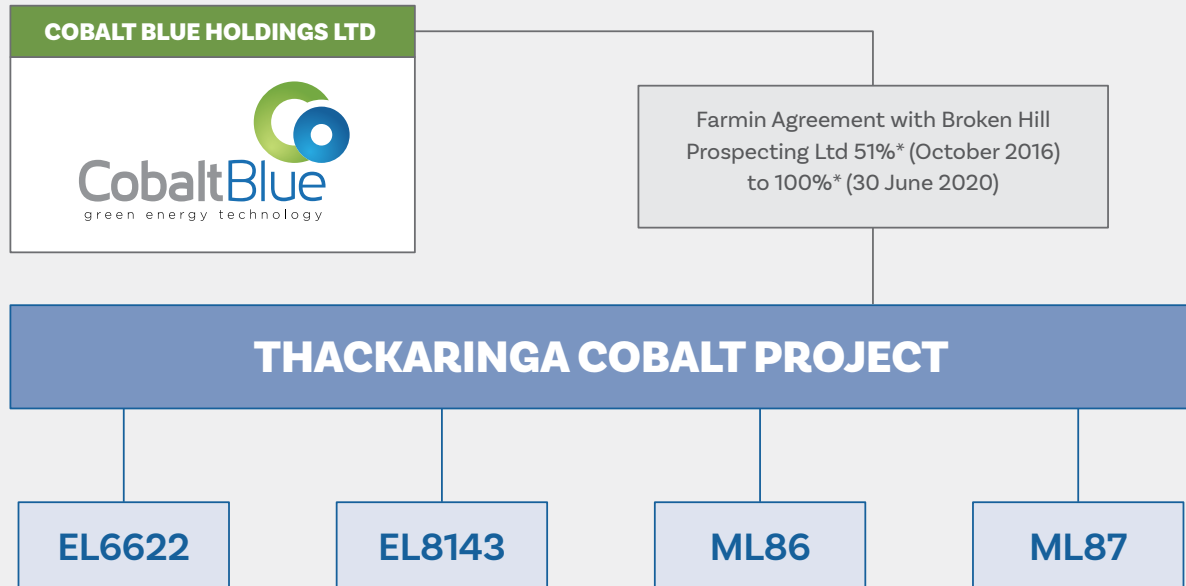 COBALT BLUE HOLDINGS LTD
CobaltBlue
green energy technology
Farmin Agreement with Broken Hill
Prospecting Ltd 51%* (October 2016)
to 100%* (30 June 2020)
THACKARINGA COBALT PROJECT
EL6622
EL8143
ML86
ML87